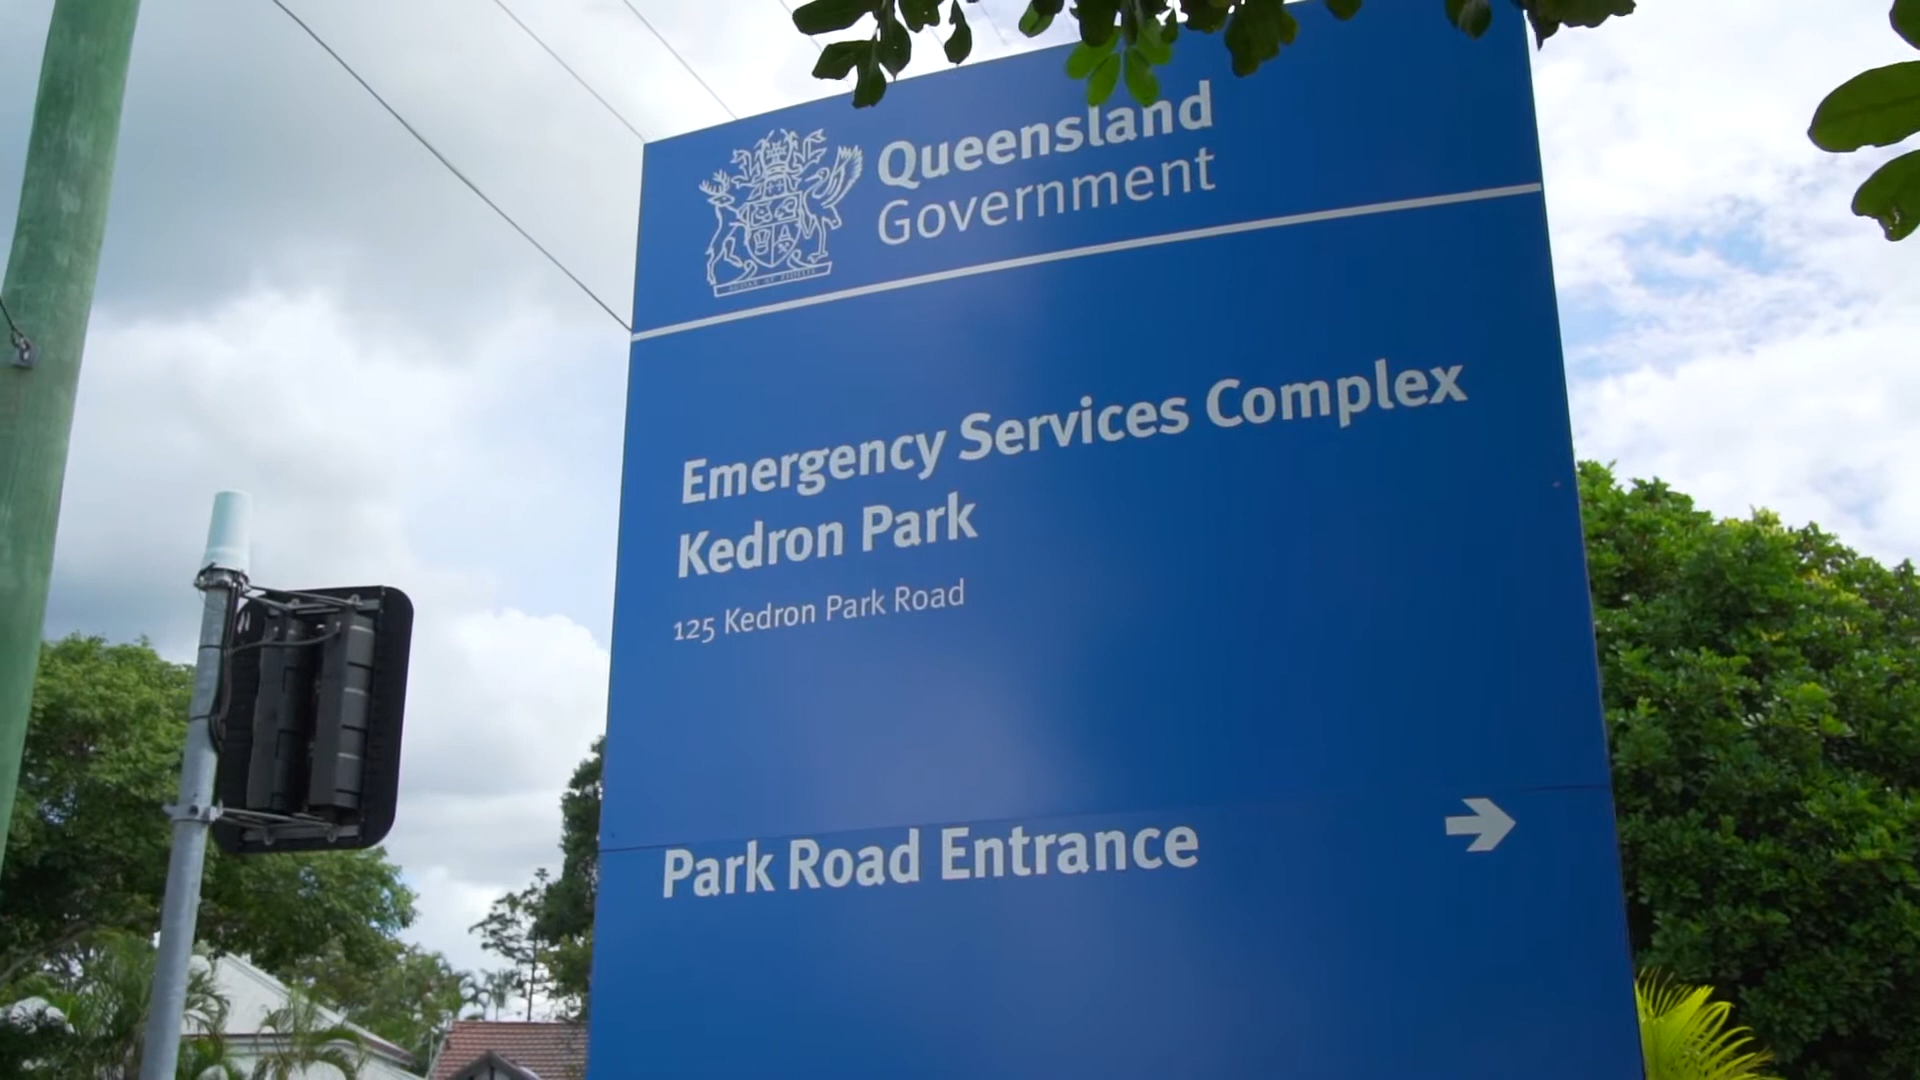 Queensland
Government
Emergency Services Complex
Kedron Park
125 Kedron Park Road
Park Road Entrance